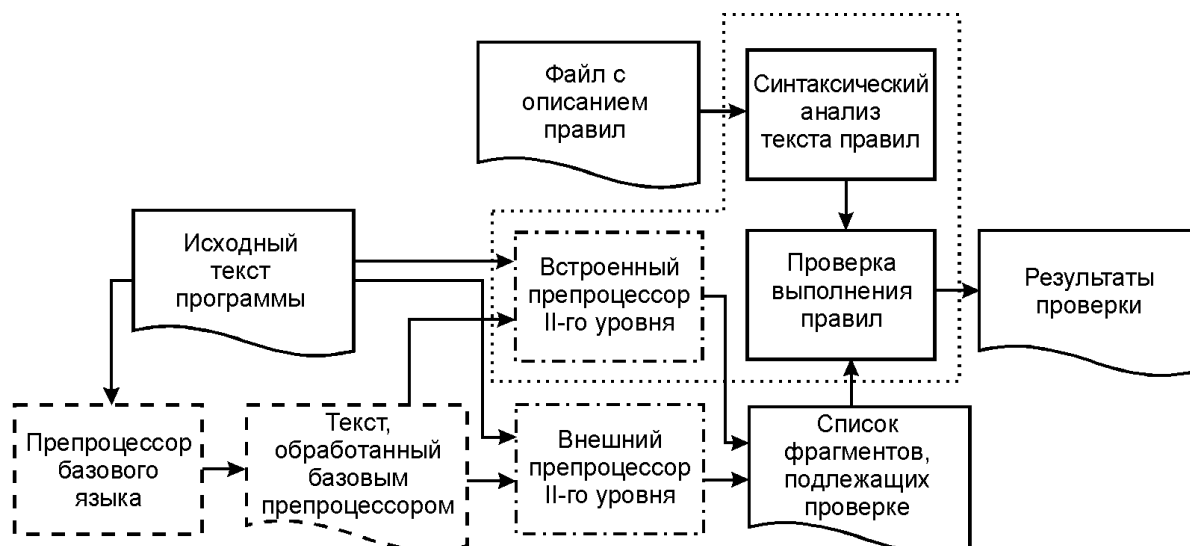 Файл с
описанием
правил
Синтаксический
анализ
текста правил
Исходный
текст
программы
Встроенный
препроцессор
II-го уровня
Проверка
выполнения
правил
Результаты
проверки
Препроцессор
базового
языка
Текст,
обработанный
базовым
препроцессором
Внешний
препроцессор
II-го уровня
Список
фрагментов,
подлежащих
проверке